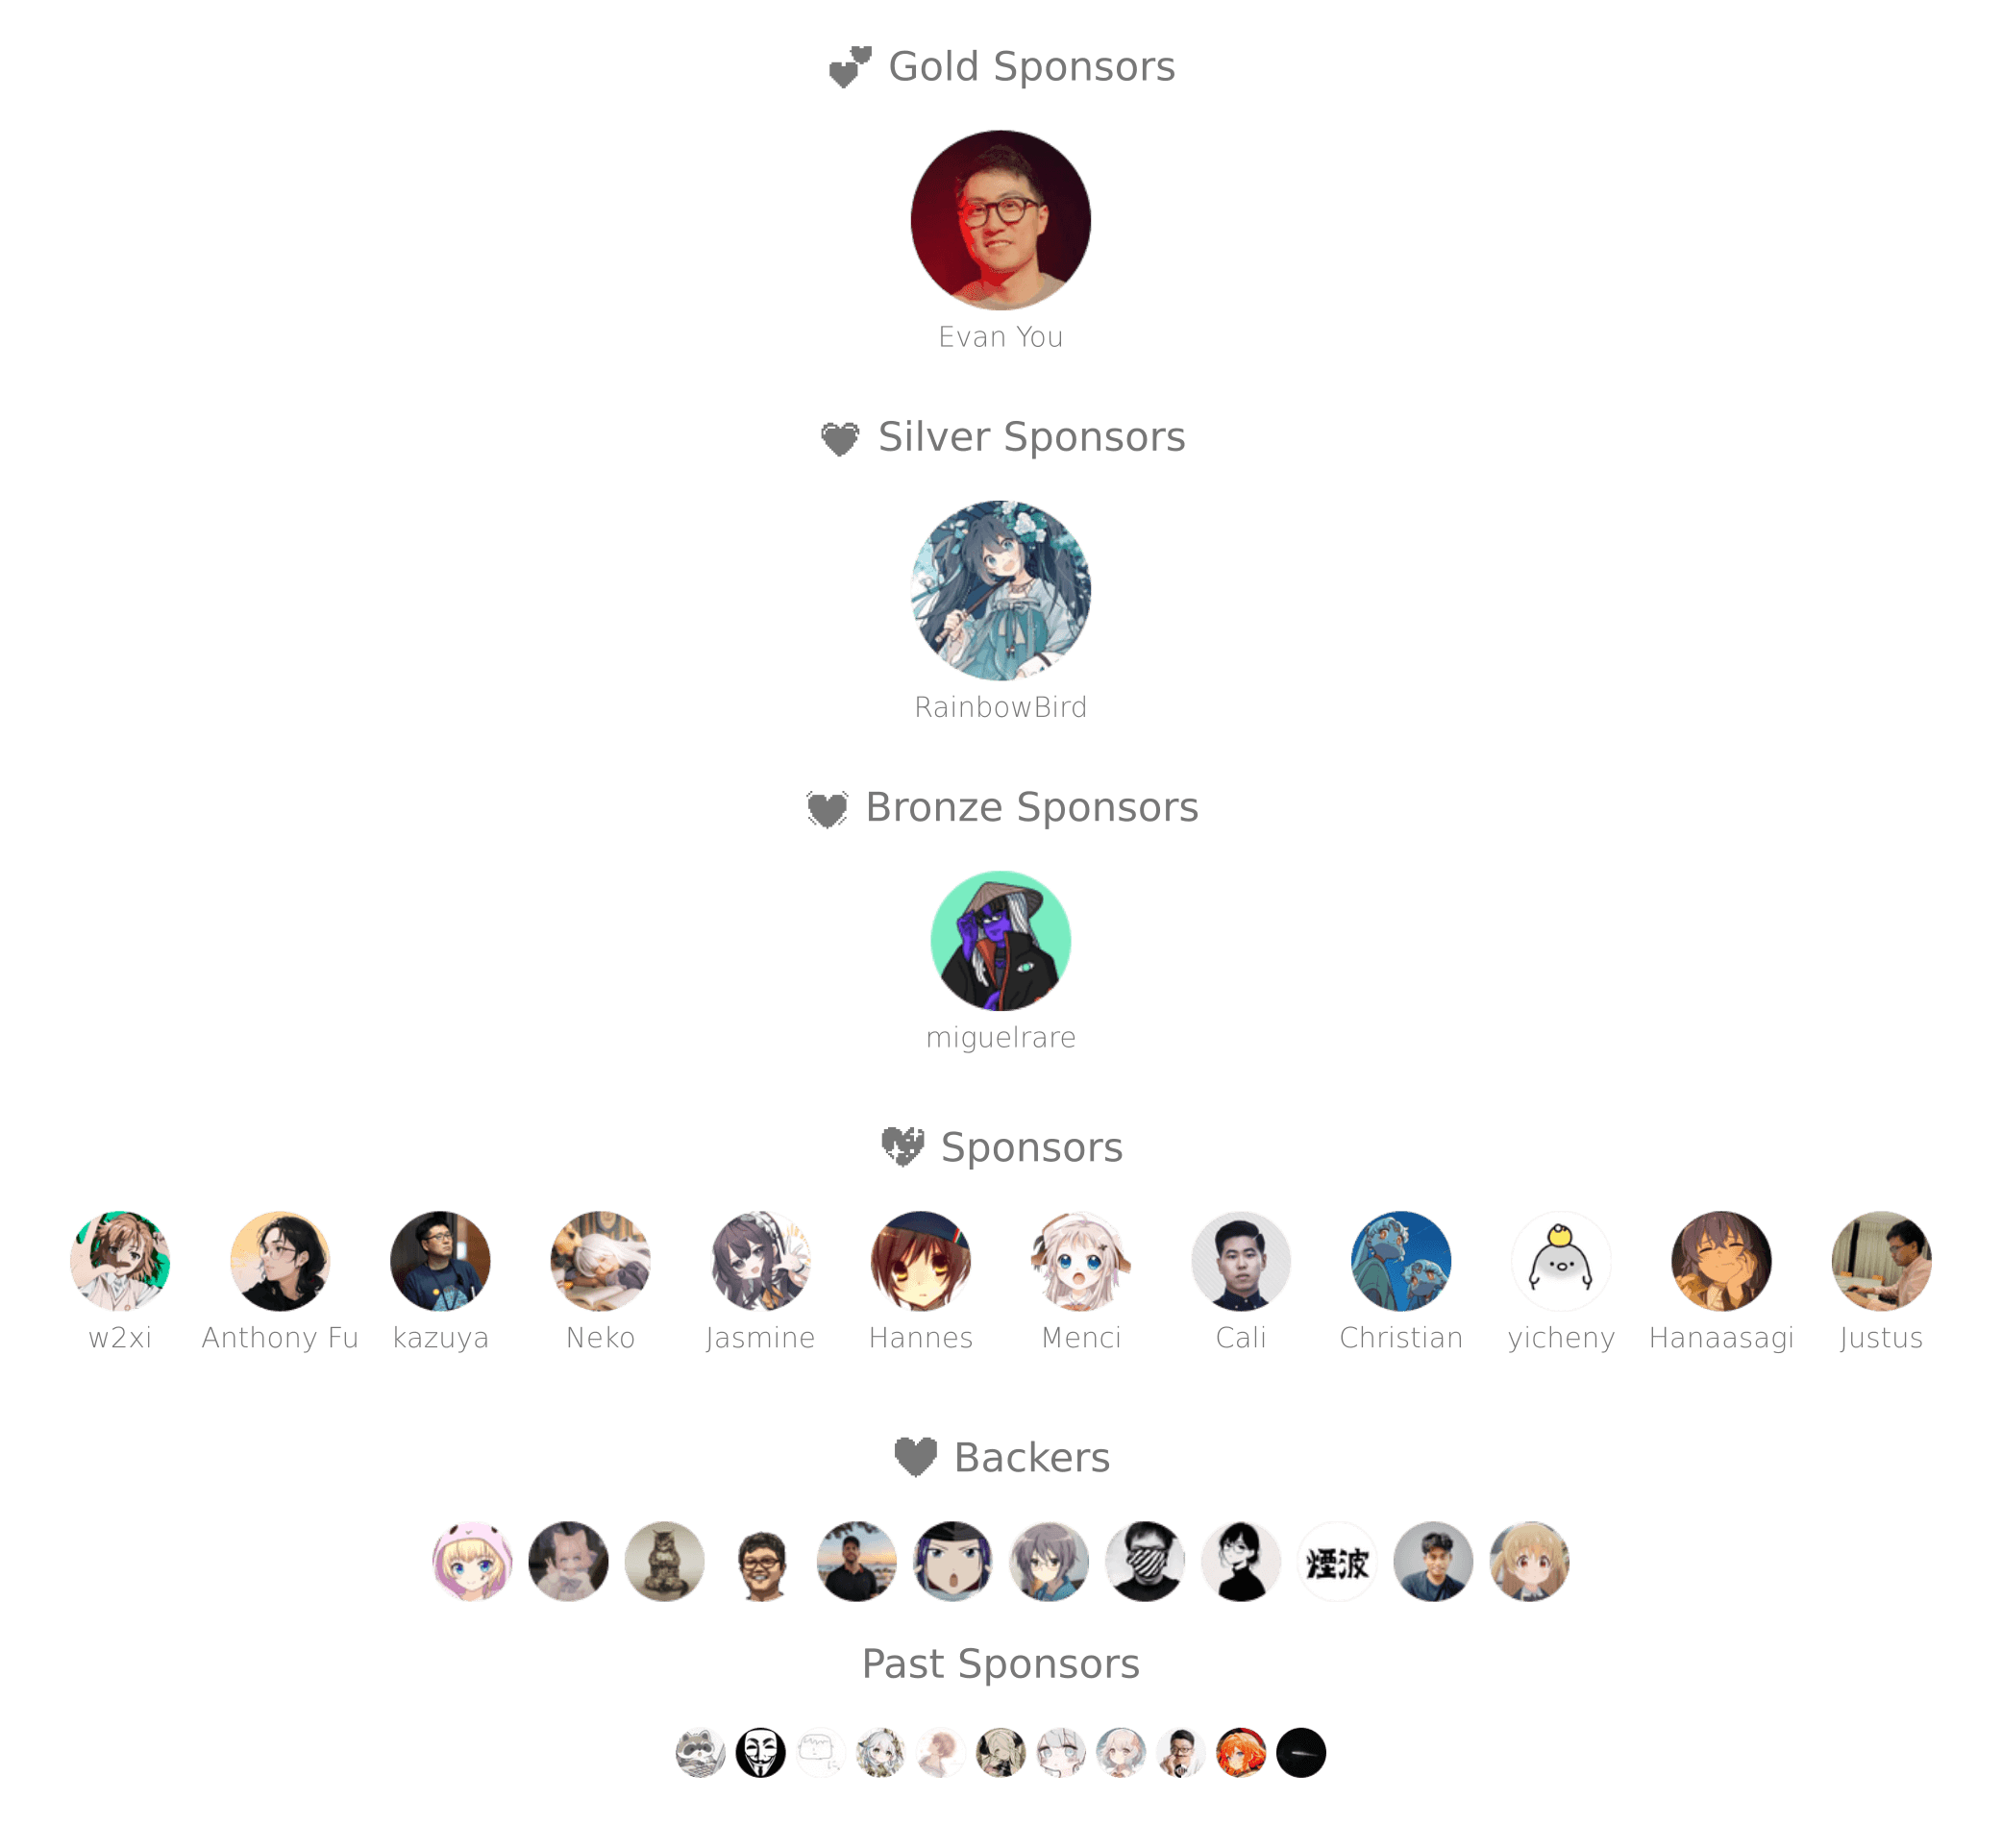 Gold Sponsors
Evan You
Silver Sponsors
RainbowBird
Bronze Sponsors
miguelrare
Sponsors
w2xi Anthony Fu kazuya Neko Jasmine Hannes Menci Cali Christian yicheny Hanaasagi Justus
Backers
煙波
Past Sponsors